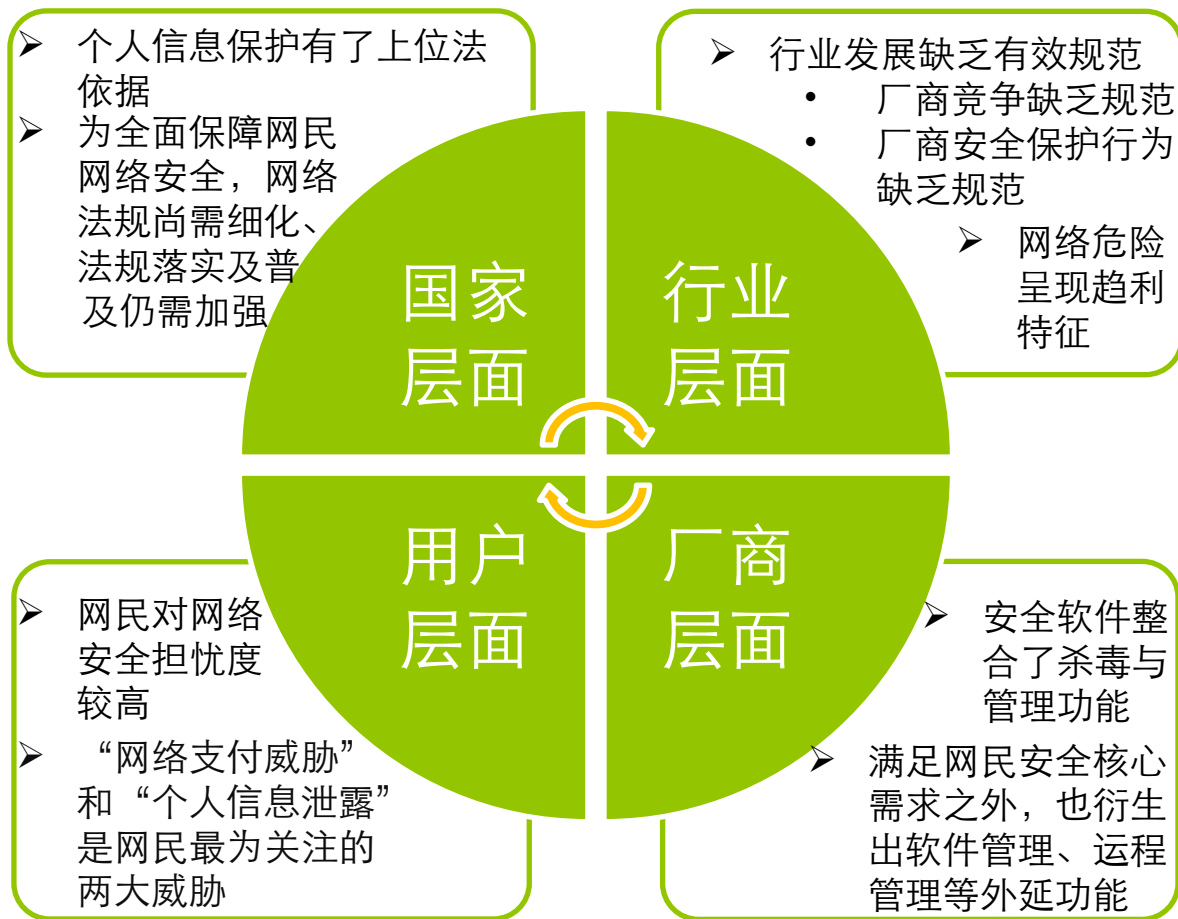 ➢ 个人信息保护有了上位法
依据
➢ 为全面保障网民
网络安全，网络
法规尚需细化、
法规落实及普
及仍需加强
➢ 行业发展缺乏有效规范
• 厂商竞争缺乏规范
• 厂商安全保护行为
缺乏规范
➢ 网络危险
呈现趋利
特征
国家
层面
行业
层面
用户
层面
厂商
层面
➢ 网民对网络
安全担忧度
较高
➢ “网络支付威胁”
和“个人信息泄露”
是网民最为关注的
两大威胁
➢ 安全软件整
合了杀毒与
管理功能
➢ 满足网民安全核心
需求之外，也衍生
出软件管理、运程
管理等外延功能